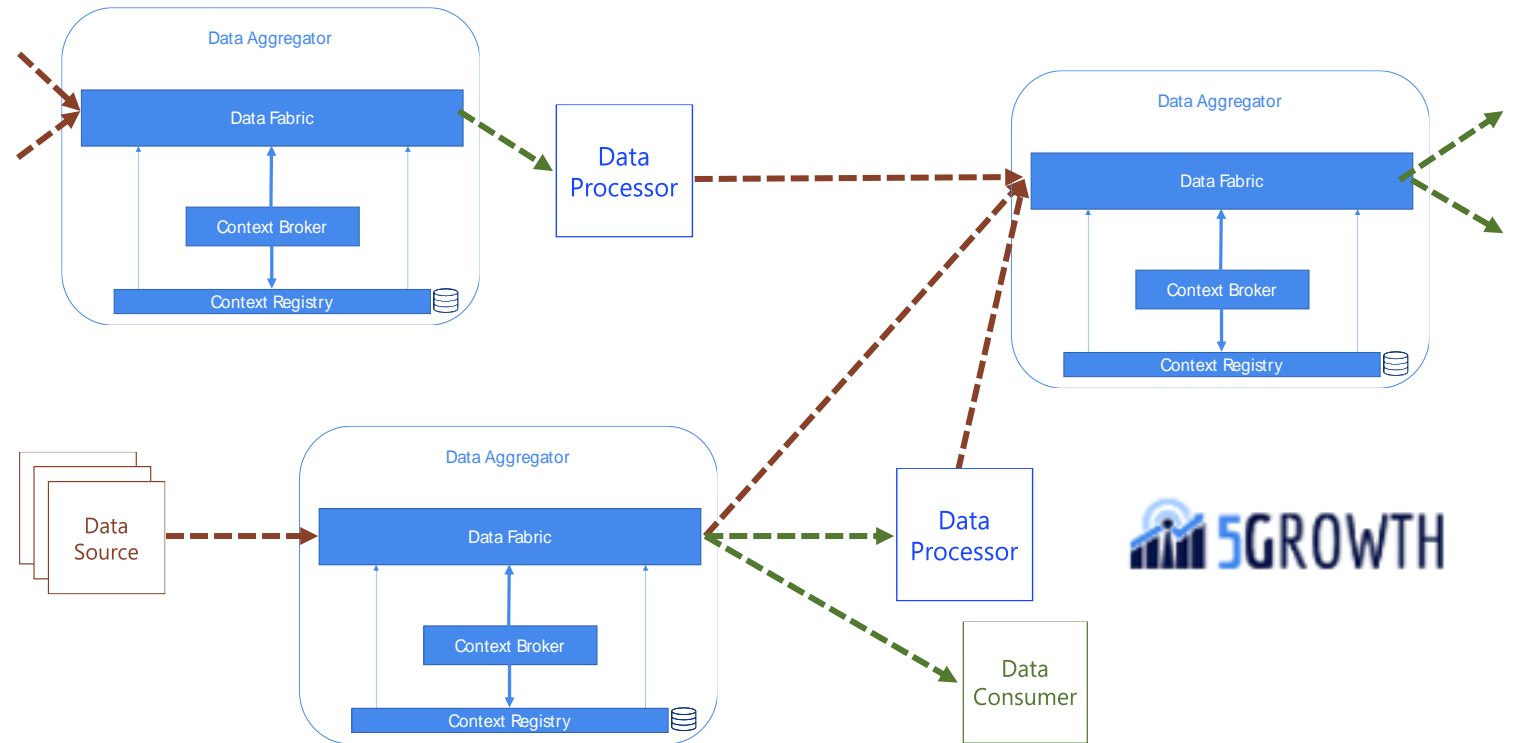 Data Aggregator
Data Fabric
Context Broker
Context Registry
Data
Processor
Data Aggregator
Data Fabric
Context Broker
Context Registry
Data
Source
Data Aggregator
Data Fabric
Context Broker
Context Registry
Data
Processor
Data
Consumer
5GROWTH